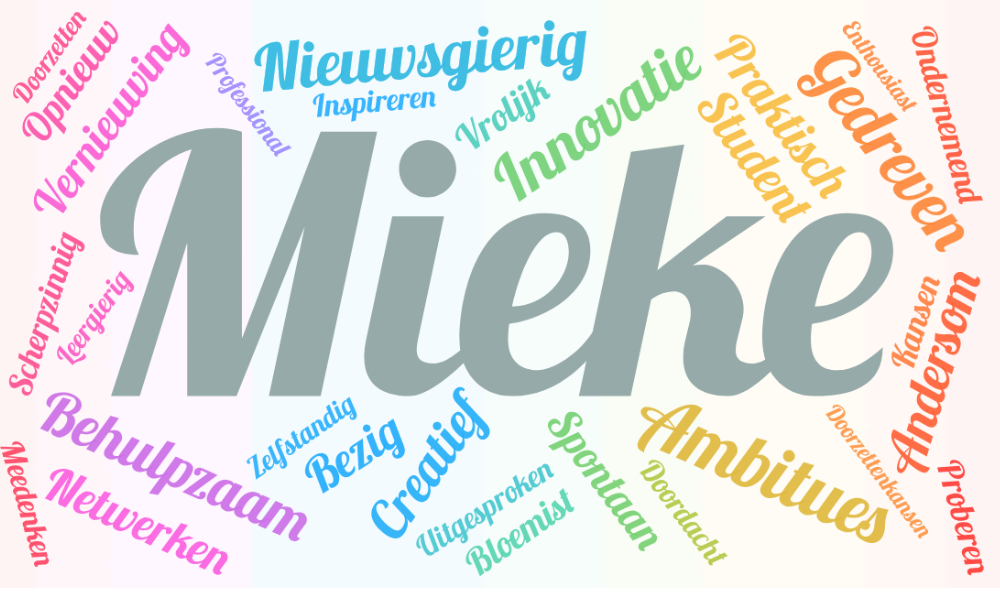 Doorzetten
Opnieuw
Vernieuwing
Professional
Nieuwsgierig
Inspireren
Vrolijk
Innovatie
Praktisch
Student
Enthousiast
Gedreven
Ondernemend
Mieke
Scherpzinnig
Leergierig
Kansen
Andersom
Behulpzaam
Meedenken
Netwerken
Zelfstandig
Bezig
Creatief
Uitgesproken
Bloemist
Spontaan
Ambitues
Doordacht
Doorzettenkansen
Proberen